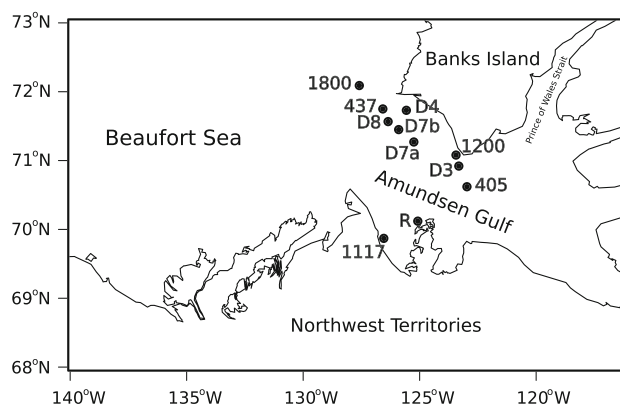 73°N
72°N
71°N
70°N
69°N
68°N
140°W
135°W
130°W
125°W
120°W
Banks Island
Prince of Wales Strait
Beaufort Sea
1800
437
D4
D8
D7b
D7a
1200
D3
405
Amundsen Gulf
R
1117
Northwest Territories